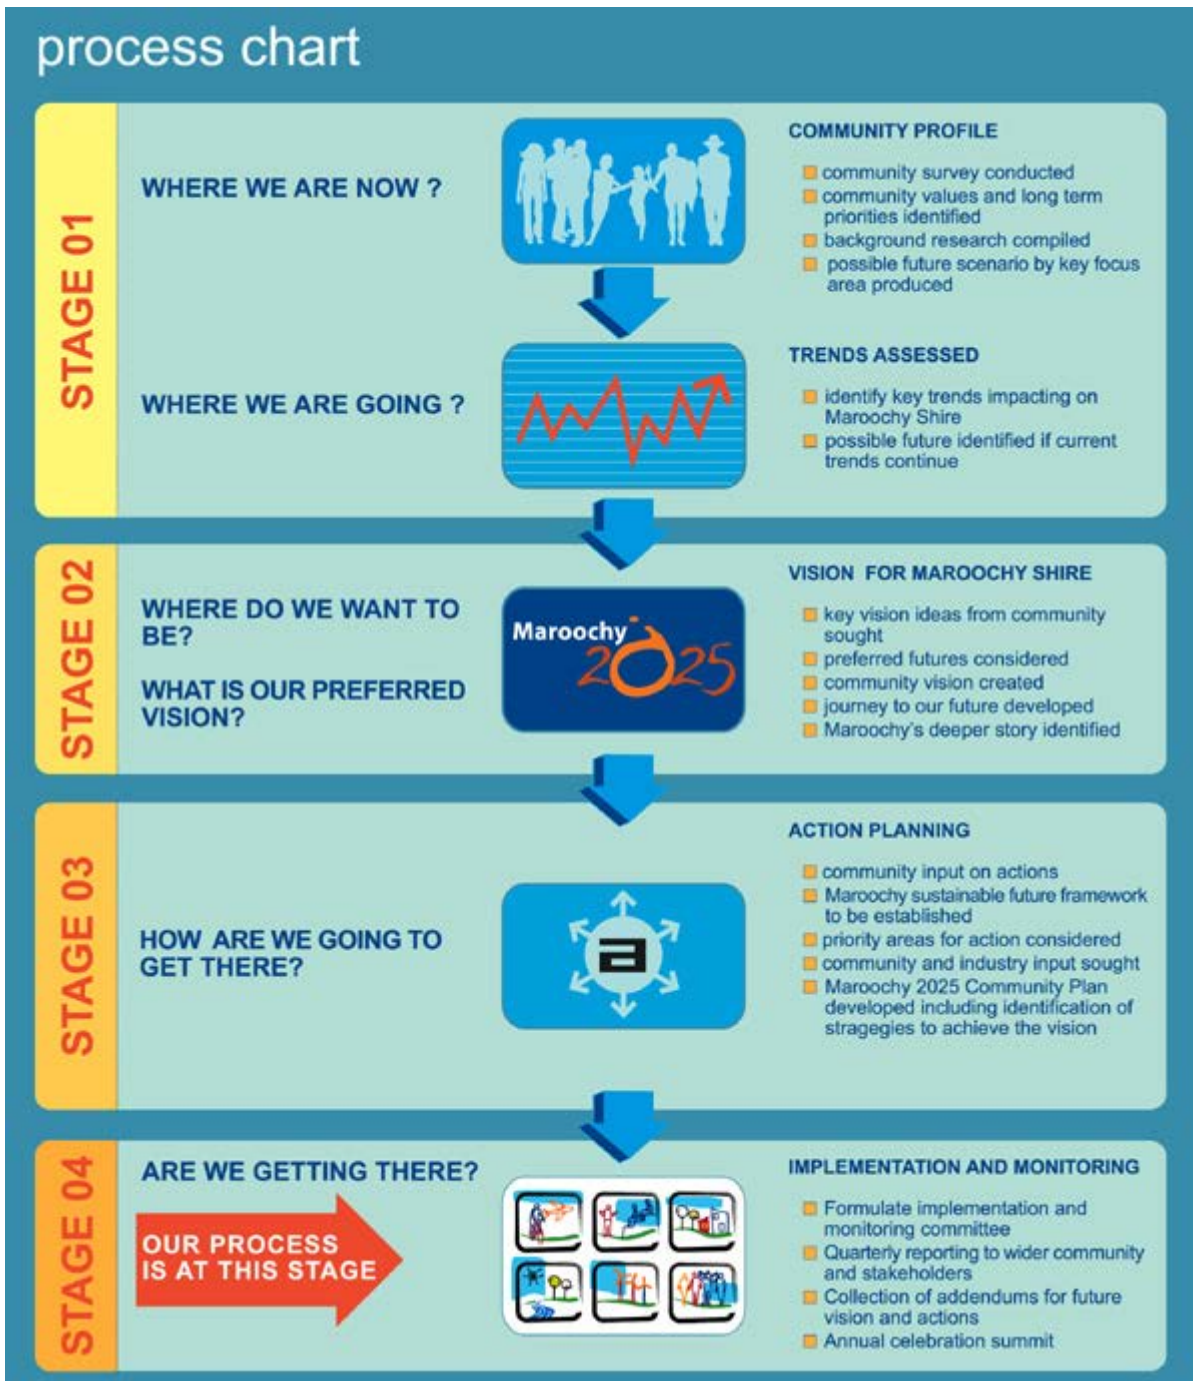 process chart
STAGE 01
WHERE WE ARE NOW ?
COMMUNITY PROFILE
community survey conducted
community values and long term
priorities identified
background research compiled
possible future scenario by key focus
area produced
WHERE WE ARE GOING ?
TRENDS ASSESSED
identify key trends impacting on
Maroochy Shire
possible future identified if current
trends continue
STAGE 02
WHERE DO WE WANT TO
BE?
WHAT IS OUR PREFERRED
VISION?
Maroochy
2025
VISION FOR MAROOCHY SHIRE
key vision ideas from community
sought
preferred futures considered
community vision created
journey to our future developed
Maroochy's deeper story identified
STAGE 03
HOW ARE WE GOING TO
GET THERE?
a
ACTION PLANNING
community input on actions
Maroochy sustainable future framework
to be established
priority areas for action considered
community and industry input sought
Maroochy 2025 Community Plan
developed including identification of
stragegies to achieve the vision
STAGE 04
ARE WE GETTING THERE?
OUR PROCESS
IS AT THIS STAGE
IMPLEMENTATION AND MONITORING
Formulate implementation and
monitoring committee
Quarterly reporting to wider community
and stakeholders
Collection of addendums for future
vision and actions
Annual celebration summit